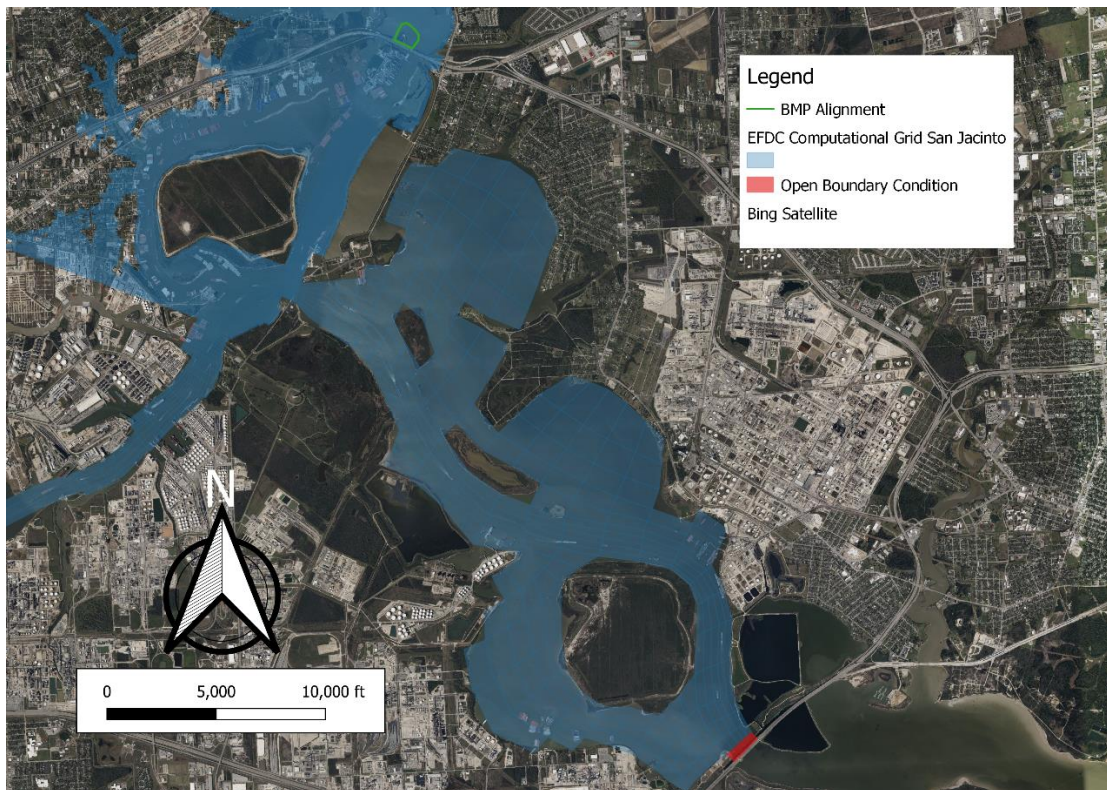 Legend
BMP Alignment
EFDC Computational Grid San Jacinto
Open Boundary Condition
Bing Satellite
N
0 5,000 10,000 ft